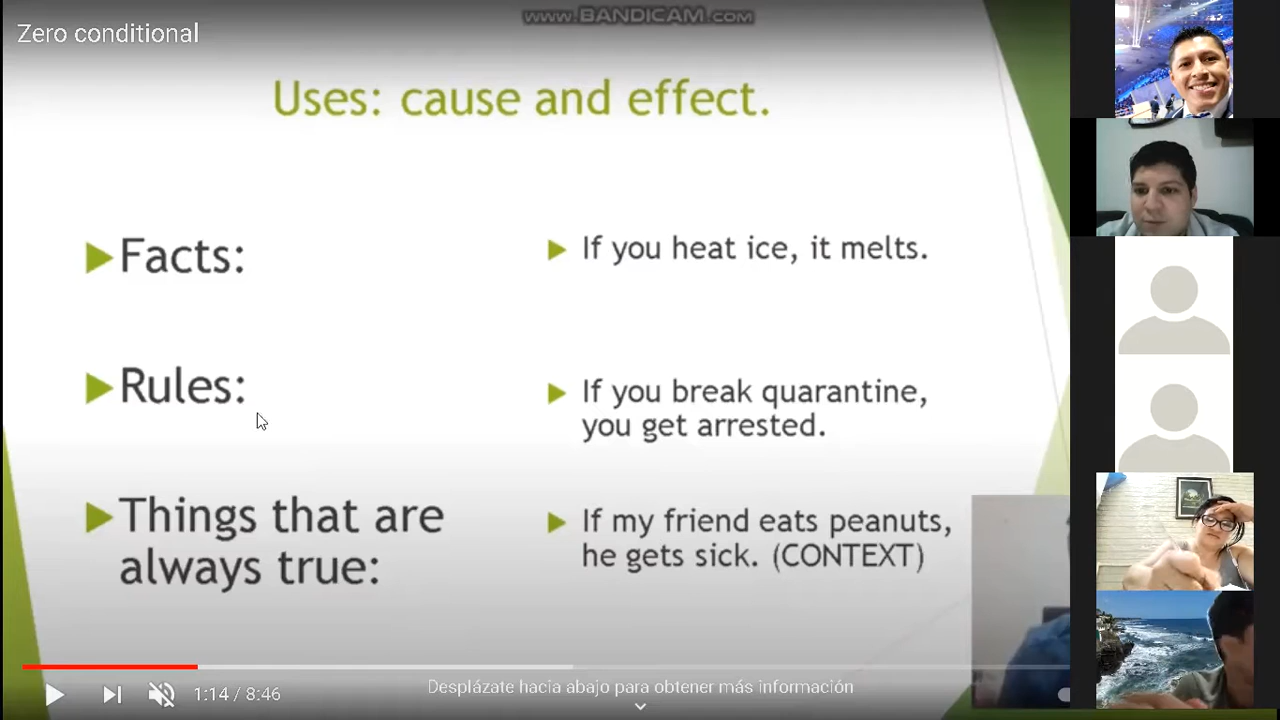 www.BANDICAM.com
Zero conditional
Uses: cause and effect.
Facts:
If you heat ice, it melts.
Rules:
If you break quarantine,
you get arrested.
Things that are
always true:
If my friend eats peanuts,
he gets sick. (CONTEXT)
1:14 / 8:46
Desplázate hacia abajo para obtener más información